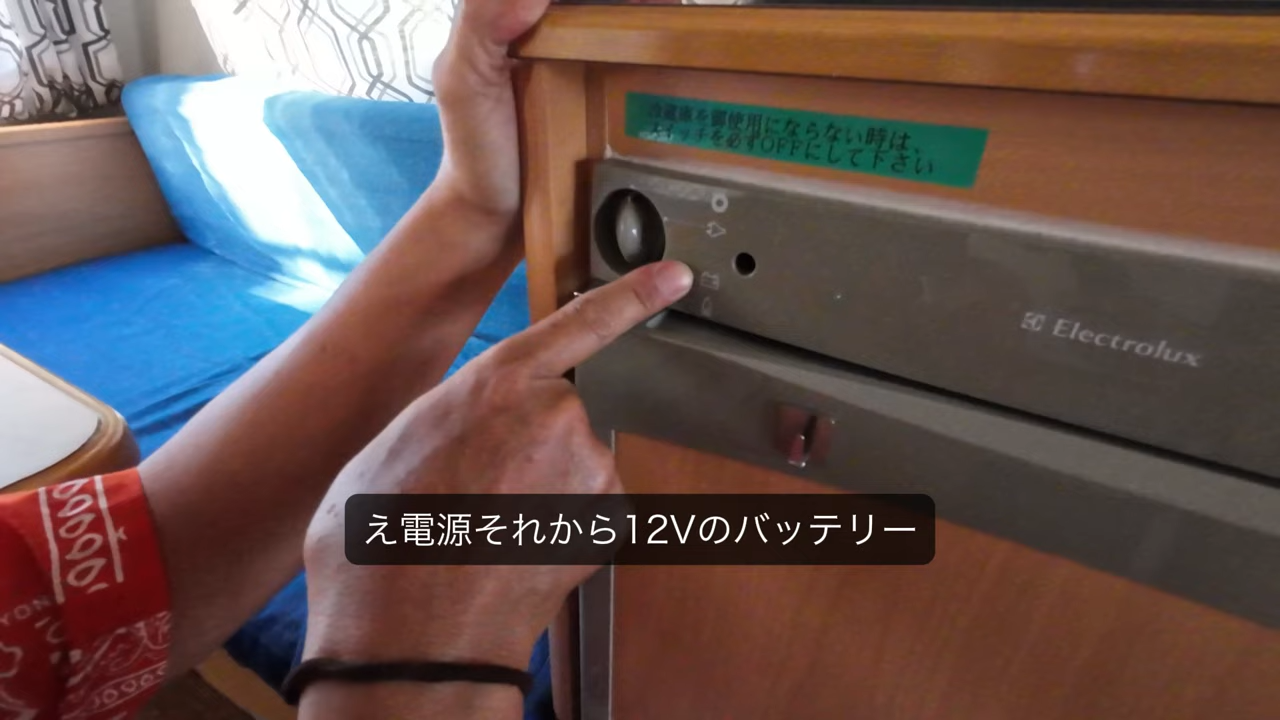 冷蔵庫を御使用にならない時は、
スイッチを必ずOFFにして下さい
Electrolux
え電源それから12Vのバッテリー